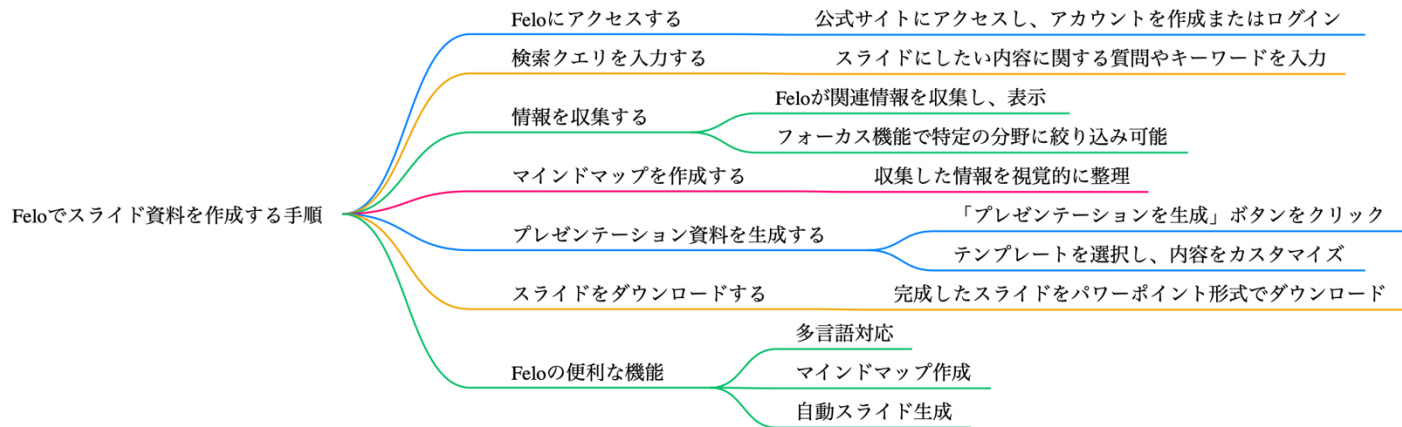 Feloでスライド資料を作成する手順
Feloにアクセスする
公式サイトにアクセスし、アカウントを作成またはログイン
検索クエリを入力する
スライドにしたい内容に関する質問やキーワードを入力
情報を収集する
Feloが関連情報を収集し、表示
フォーカス機能で特定の分野に絞り込み可能
マインドマップを作成する
収集した情報を視覚的に整理
プレゼンテーション資料を生成する
「プレゼンテーションを生成」ボタンをクリック
テンプレートを選択し、内容をカスタマイズ
スライドをダウンロードする
完成したスライドをパワーポイント形式でダウンロード
Feloの便利な機能
多言語対応
マインドマップ作成
自動スライド生成